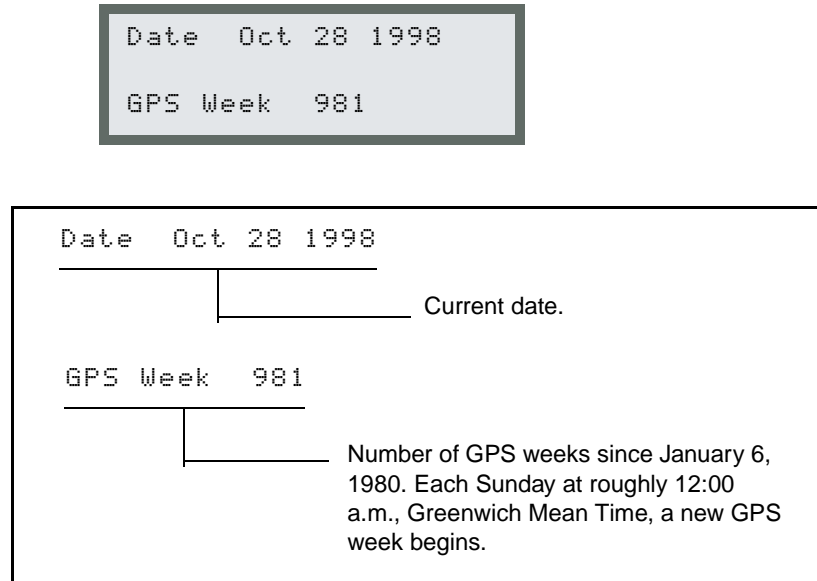 Date Oct 28 1998
GPS Week 981
Date Oct 28 1998
Current date.
GPS Week 981
Number of GPS weeks since January 6,
1980. Each Sunday at roughly 12:00
a.m., Greenwich Mean Time, a new GPS
week begins.